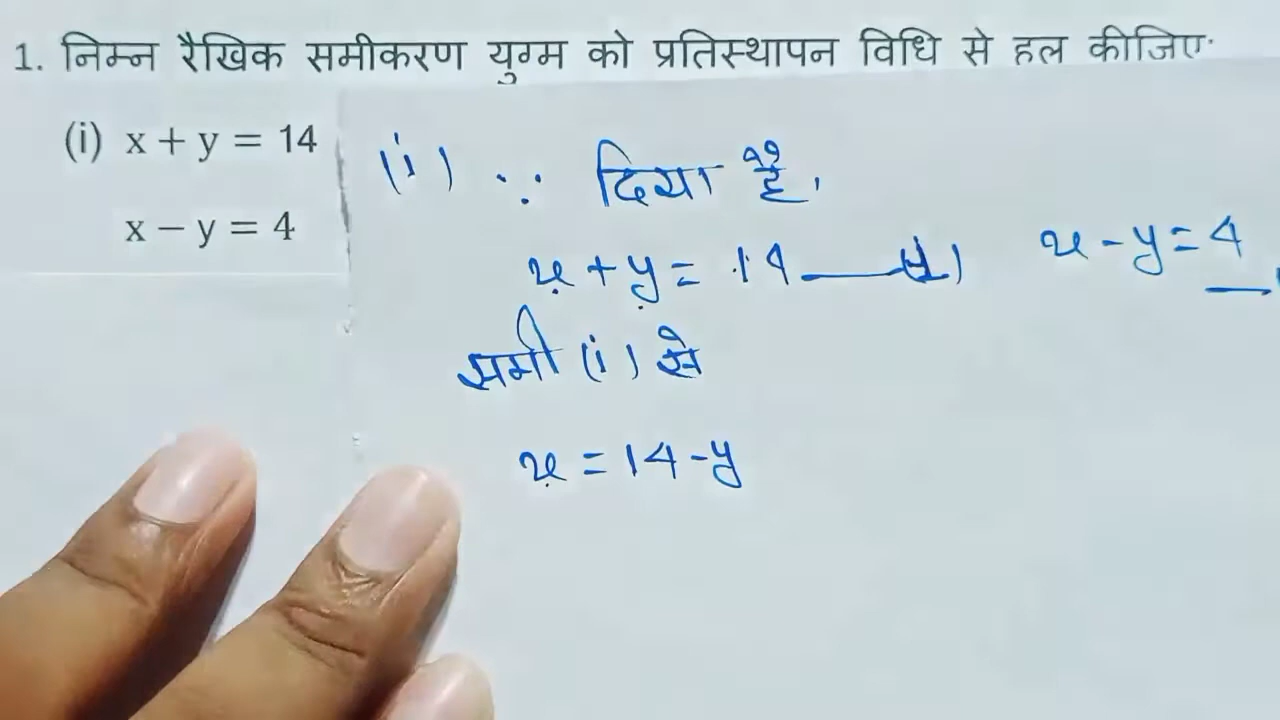 1. निम्न रैखिक समीकरण युग्म को प्रतिस्थापन विधि से हल कीजिए
(i) x + y = 14
x − y = 4
(i) ∵ दिया है,
x + y = 14 —— (1) x - y = 4 —
समी (i) से
x = 14 - y